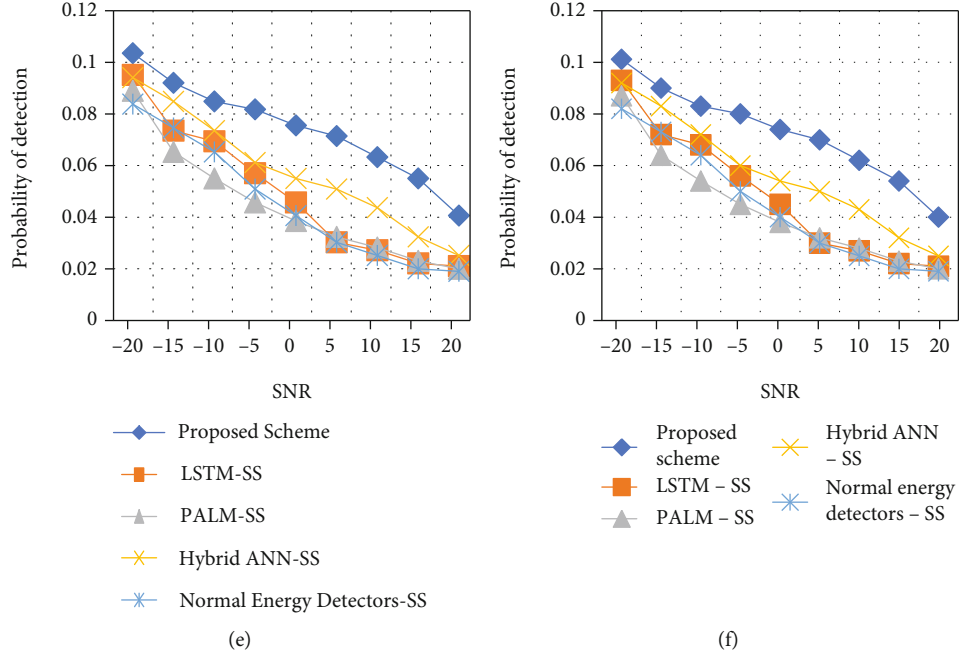 Probability of detection
0.12
0.1
0.08
0.06
0.04
0.02
0
–20 –15 –10 –5 0 5 10 15 20
SNR
Proposed Scheme
LSTM-SS
PALM-SS
Hybrid ANN-SS
Normal Energy Detectors-SS
(e)
Probability of detection
0.12
0.1
0.08
0.06
0.04
0.02
0
–20 –15 –10 –5 0 5 10 15 20
SNR
Proposed
scheme
LSTM – SS
PALM – SS
Hybrid ANN
– SS
Normal energy
detectors – SS
(f)